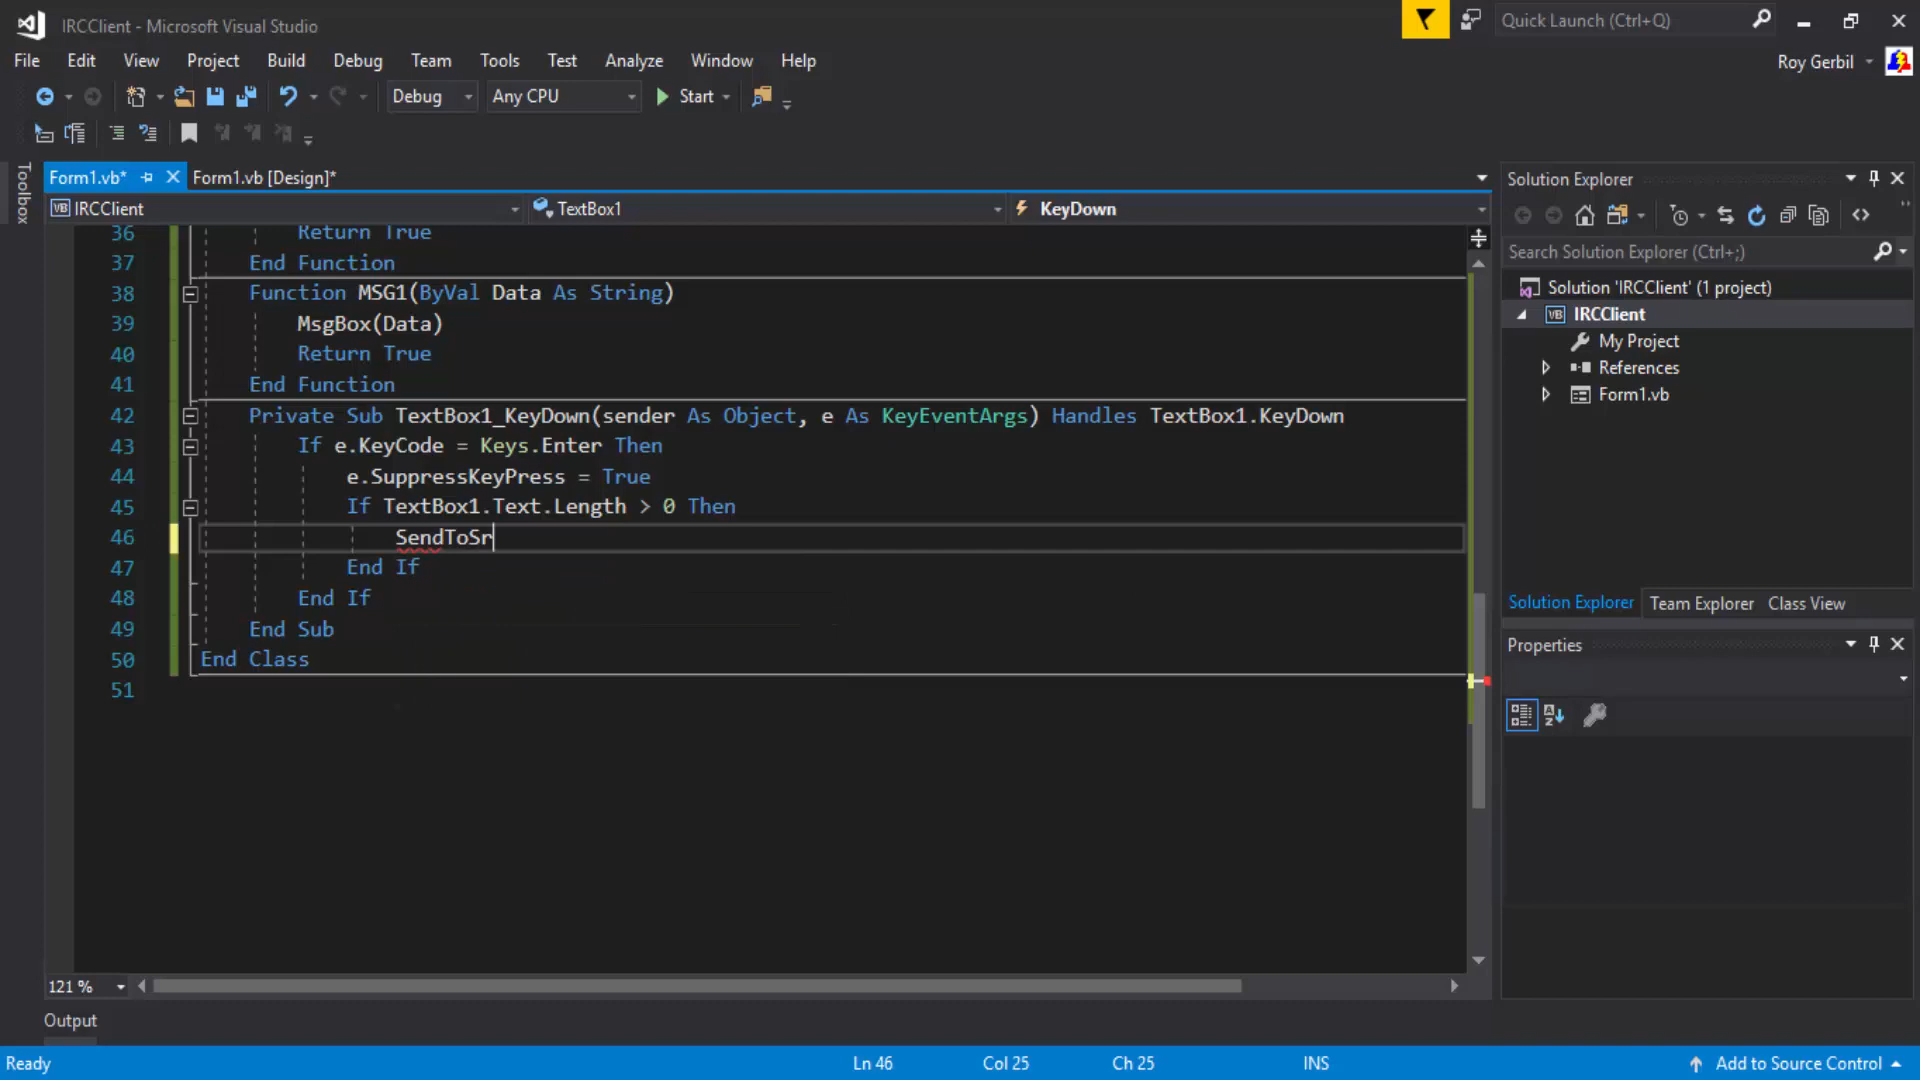 IRCClient - Microsoft Visual Studio
Quick Launch (Ctrl+Q)
File Edit View Project Build Debug Team Tools Test Analyze Window Help
Roy Gerbil
Debug Any CPU Start
Toolbox
Form1.vb* Form1.vb [Design]*
VB IRCClient TextBox1 KeyDown
36 Return True
37 End Function
38 Function MSG1(ByVal Data As String)
39 MsgBox(Data)
40 Return True
41 End Function
42 Private Sub TextBox1_KeyDown(sender As Object, e As KeyEventArgs) Handles TextBox1.KeyDown
43 If e.KeyCode = Keys.Enter Then
44 e.SuppressKeyPress = True
45 If TextBox1.Text.Length > 0 Then
46 SendToSr
47 End If
48 End If
49 End Sub
50 End Class
51
121 %
Output
Solution Explorer
Search Solution Explorer (Ctrl+;)
Solution 'IRCClient' (1 project)
VB IRCClient
My Project
References
Form1.vb
Solution Explorer Team Explorer Class View
Properties
Ready Ln 46 Col 25 Ch 25 INS Add to Source Control